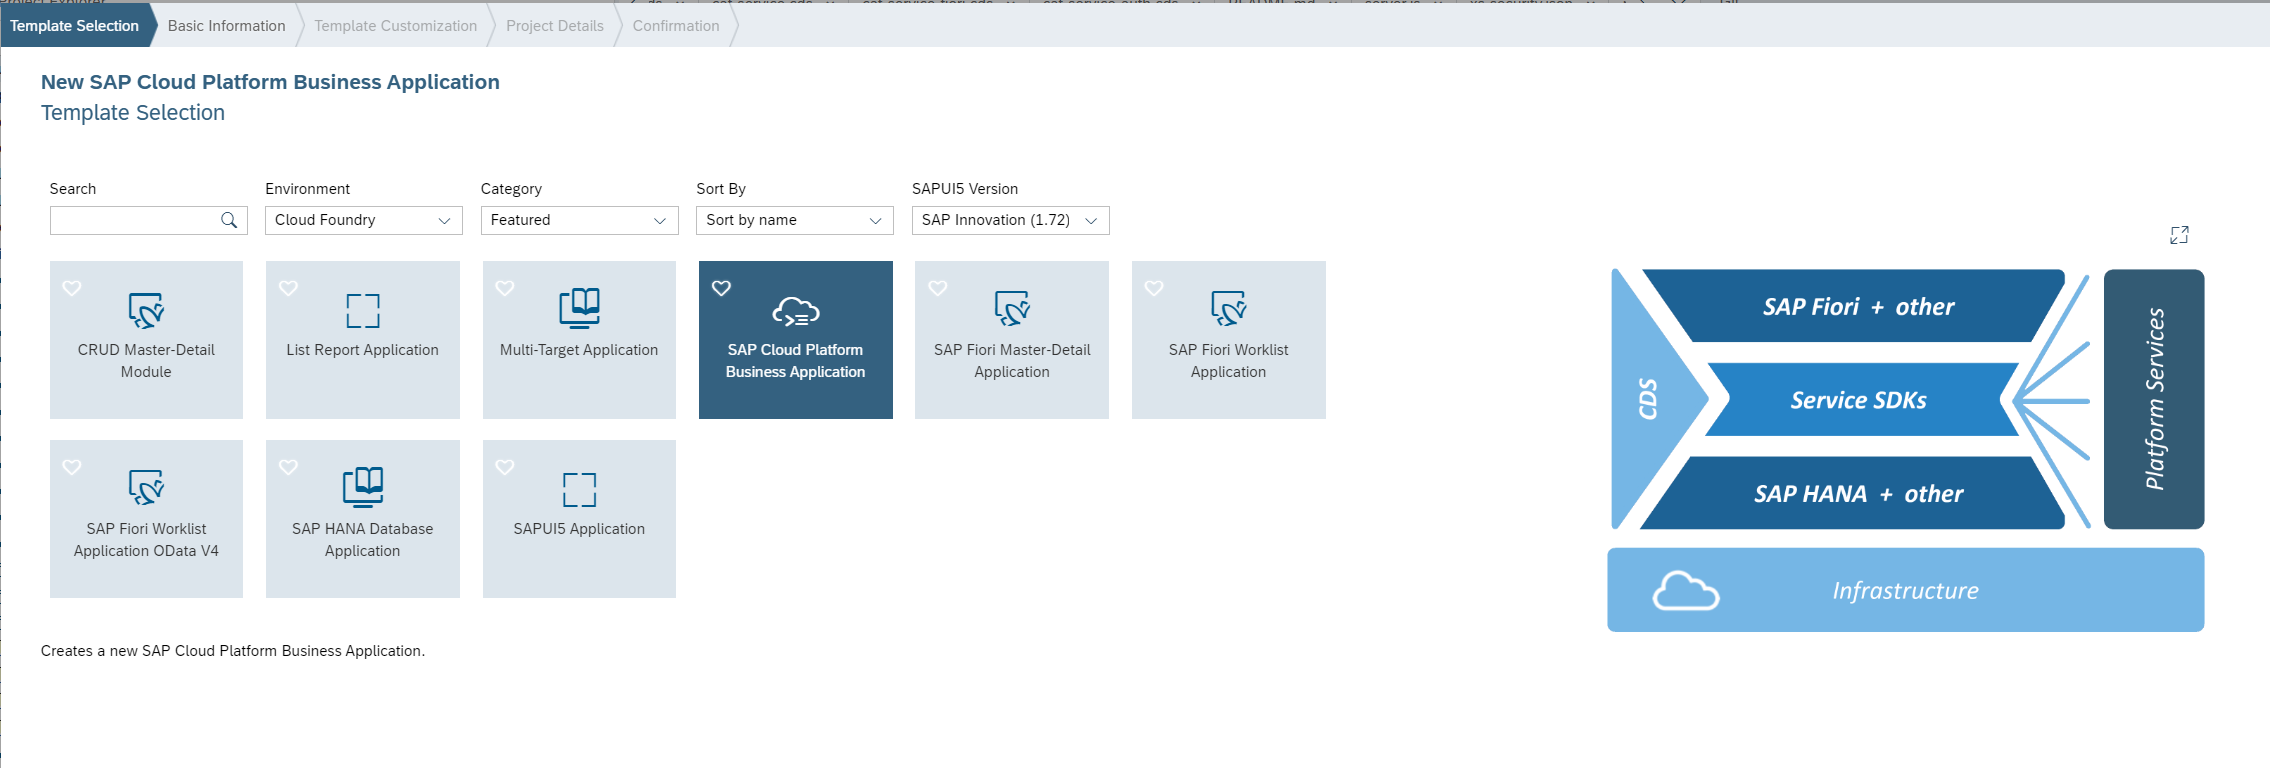 Template Selection
Basic Information
Template Customization
Project Details
Confirmation
New SAP Cloud Platform Business Application
Template Selection
Search
Environment
Category
Sort By
SAPUI5 Version
Cloud Foundry
Featured
Sort by name
SAP Innovation (1.72)
CRUD Master-Detail
Module
List Report Application
Multi-Target Application
SAP Cloud Platform
Business Application
SAP Fiori Master-Detail
Application
SAP Fiori Worklist
Application
SAP Fiori Worklist
Application OData V4
SAP HANA Database
Application
SAPUI5 Application
Creates a new SAP Cloud Platform Business Application.
CDS
SAP Fiori + other
Service SDKs
SAP HANA + other
Platform Services
Infrastructure